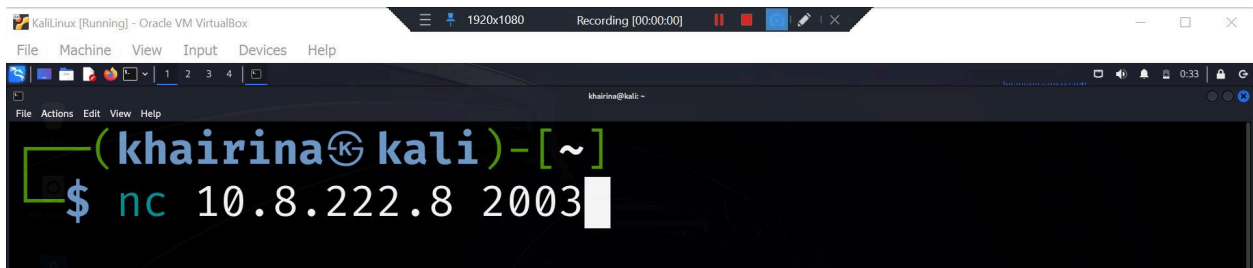 KaliLinux [Running] - Oracle VM VirtualBox
1920x1080 Recording [00:00:00]
File Machine View Input Devices Help
1 2 3 4 0:33
khairina@kali: ~
File Actions Edit View Help
(khairina㉿kali)-[~]
$ nc 10.8.222.8 2003